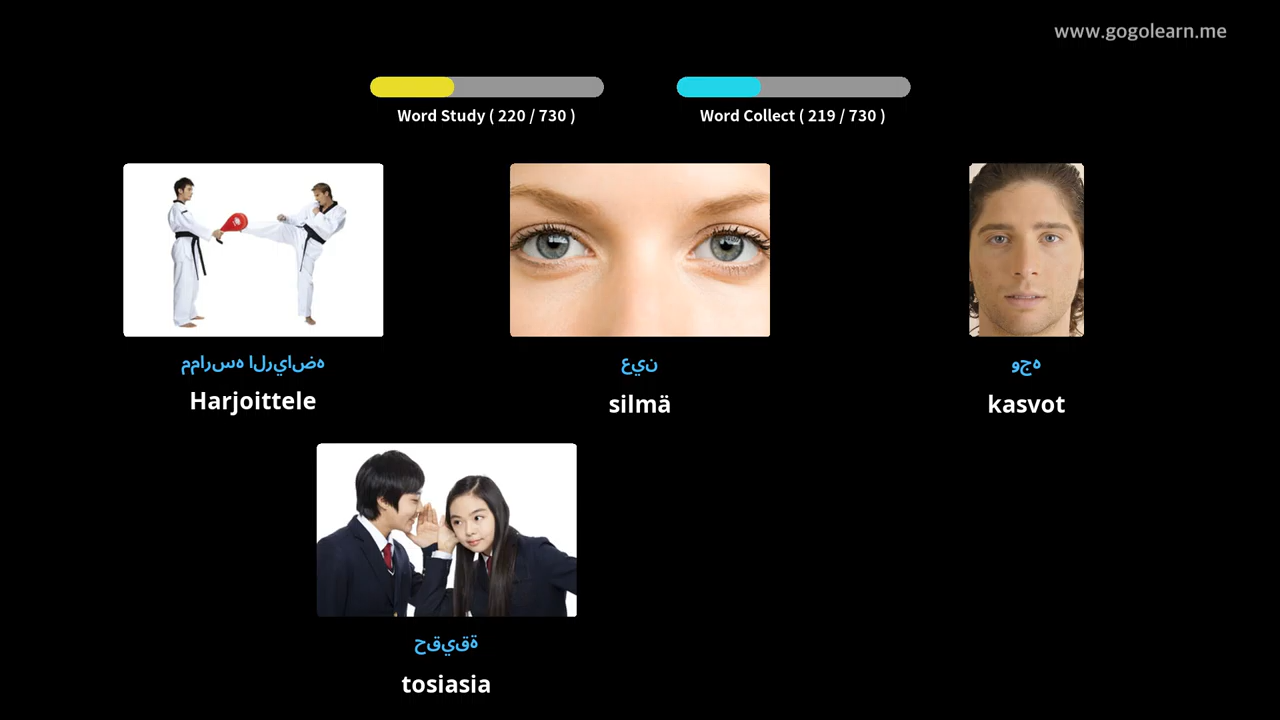 www.gogolearn.me
Word Study ( 220 / 730 )
Word Collect ( 219 / 730 )
ممارسه الرياضه
Harjoittele
عين
silmä
وجه
kasvot
حقيقة
tosiasia